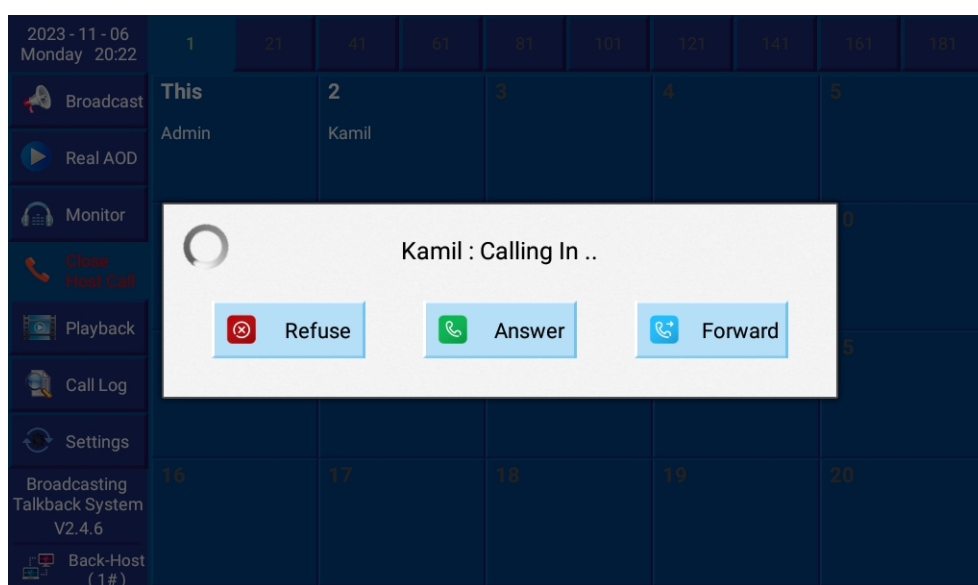 2023 - 11 - 06
Monday 20:22
1 21 41 61 81 101 121 141 161 181
Broadcast
Real AOD
Monitor
Close
Host Call
Playback
Call Log
Settings
Broadcasting
Talkback System
V2.4.6
Back-Host
(1#)
This 2 3 4 5
Admin Kamil
0
Kamil : Calling In ..
Refuse Answer Forward
5
16 17 18 19 20